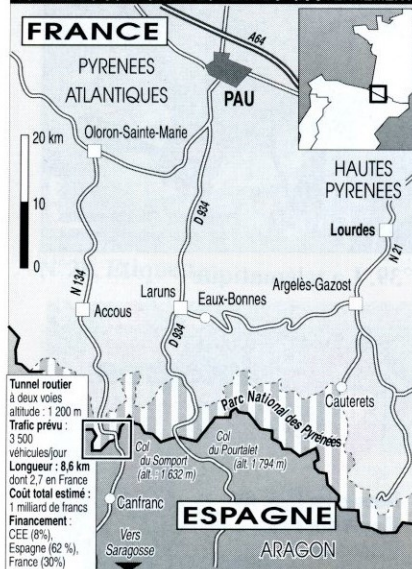 FRANCE
PYRENEES
ATLANTIQUES
A64
PAU
20 km
10
0
Oloron-Sainte-Marie
D 934
HAUTES
PYRENEES
Lourdes
N 21
N 134
Accous
Laruns
Eaux-Bonnes
Argelès-Gazost
D 934
Cauterets
Parc National des Pyrénées
Tunnel routier
à deux voies
altitude : 1 200 m
Trafic prévu :
3 500
véhicules/jour
Longueur : 8,6 km
dont 2,7 en France
Coût total estimé :
1 milliard de francs
Financement :
CEE (8%),
Espagne (62 %),
France (30%)
Col
du Somport
(alt. : 1 632 m)
Col
du Pourtalet
(alt. 1 794 m)
Canfranc
Vers
Saragosse
ESPAGNE
ARAGON